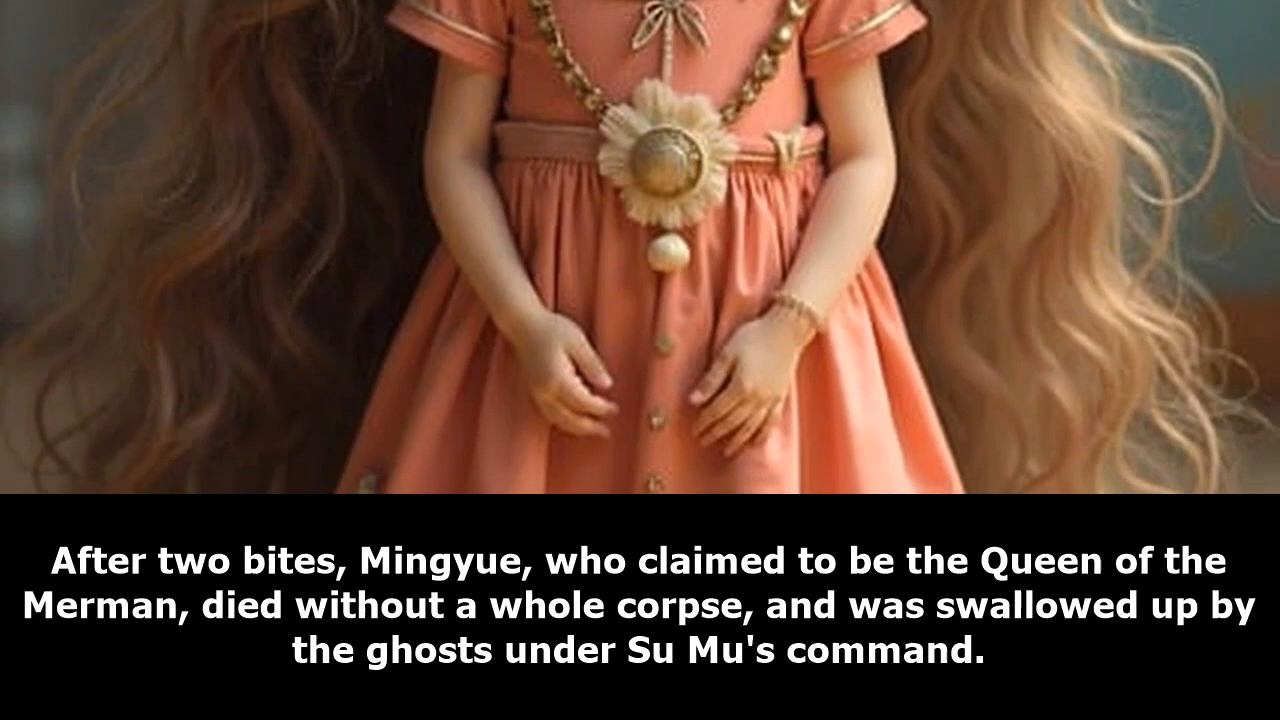 After two bites, Mingyue, who claimed to be the Queen of the
Merman, died without a whole corpse, and was swallowed up by
the ghosts under Su Mu's command.